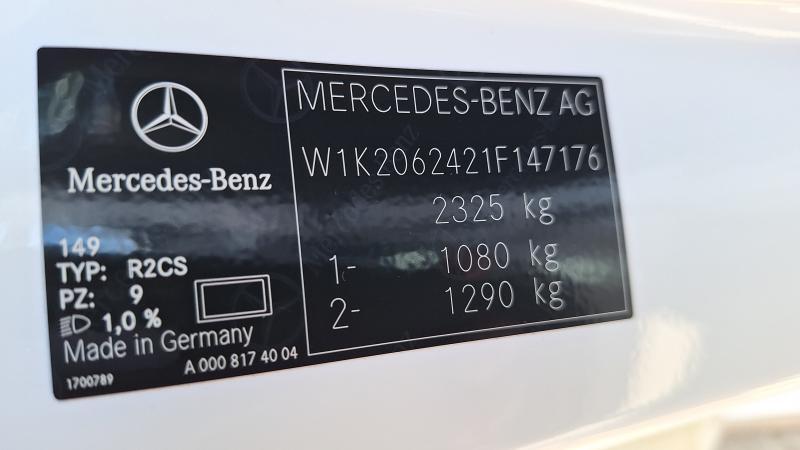 Mercedes-Benz
149
TYP: R2CS
PZ: 9
1,0 %
Made in Germany
A 000 817 40 04
1700789
MERCEDES-BENZ AG
W1K2062421F147176
2325 kg
1- 1080 kg
2- 1290 kg